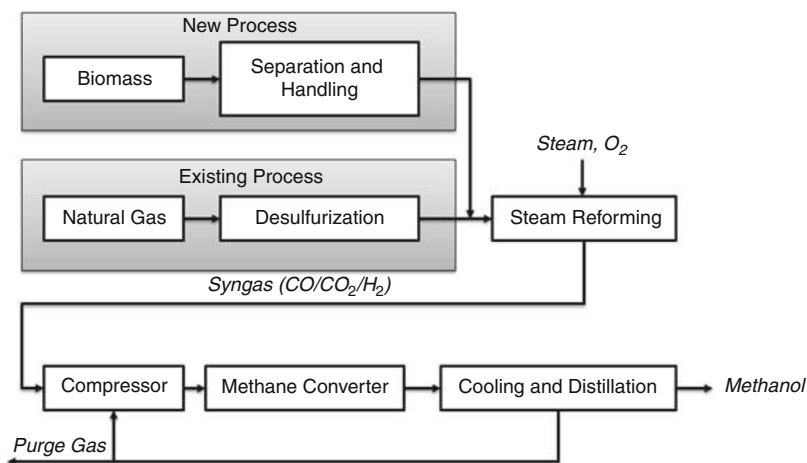 New Process
Biomass
Separation and
Handling
Steam, O2
Existing Process
Natural Gas
Desulfurization
Steam Reforming
Syngas (CO/CO2/H2)
Compressor
Methane Converter
Cooling and Distillation
Methanol
Purge Gas